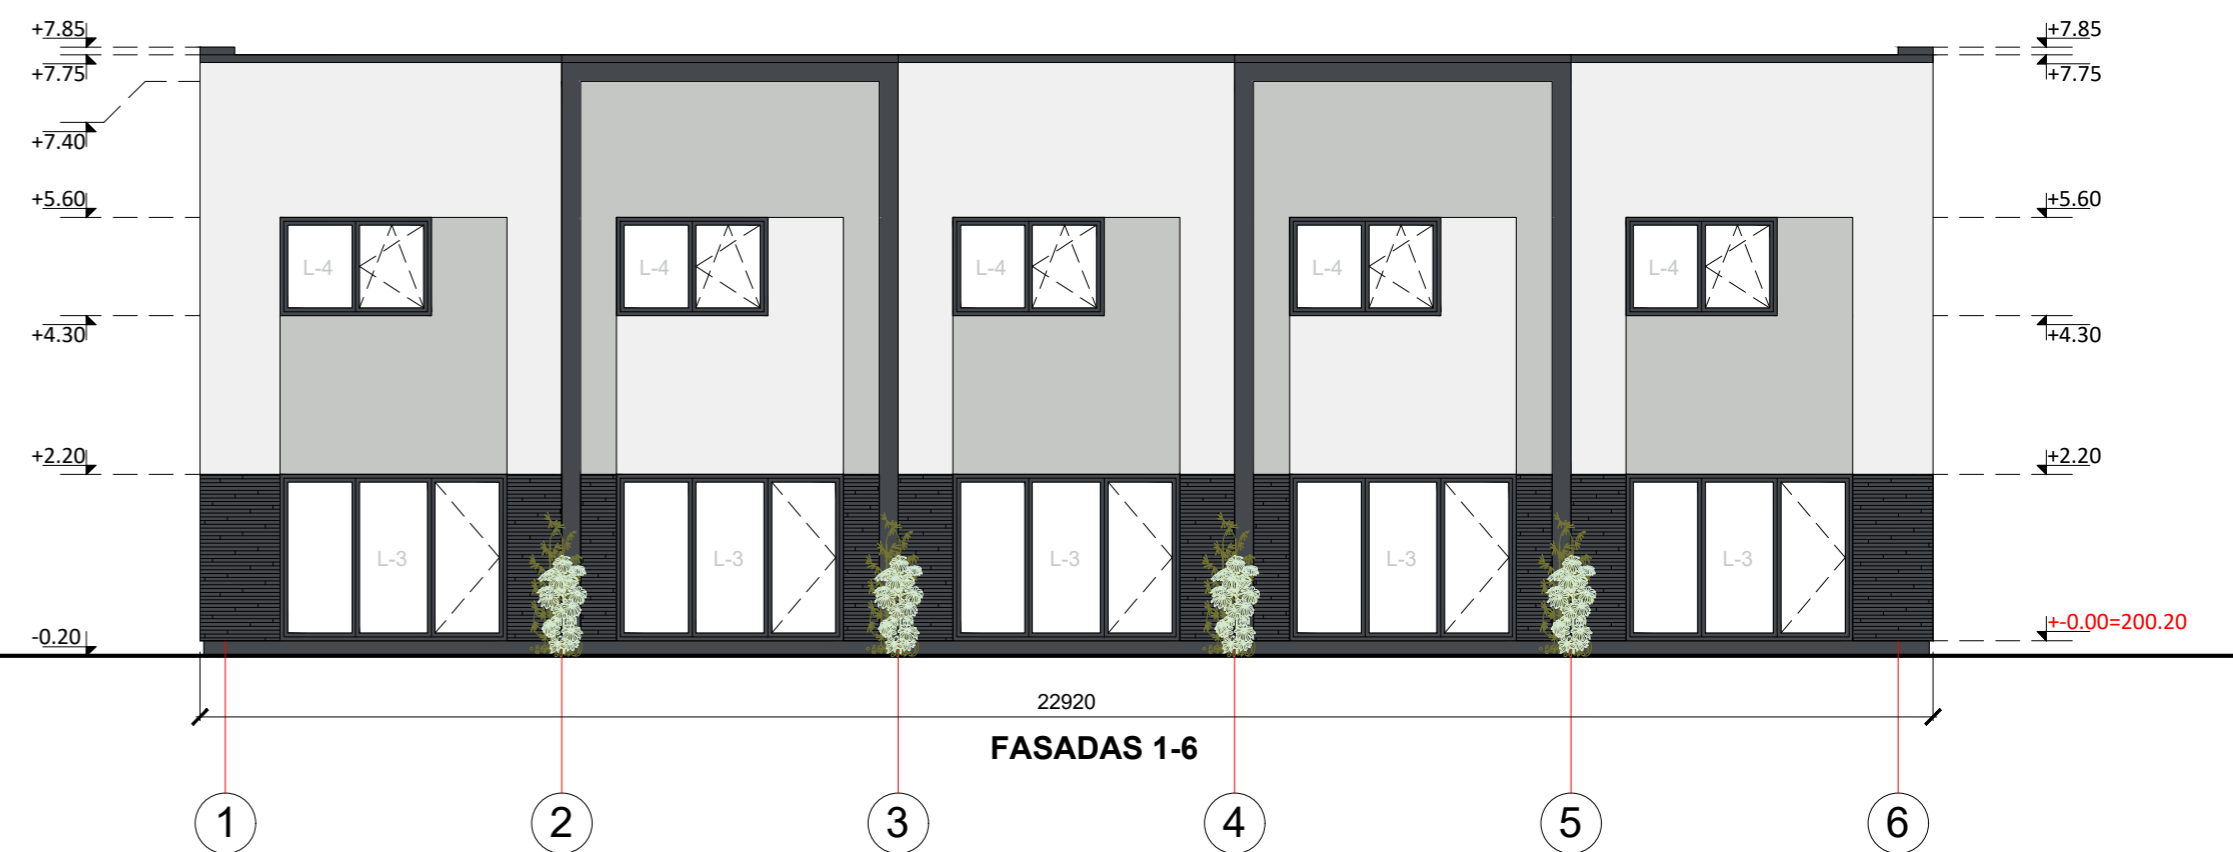 +7.85 +7.85
+7.75 +7.75
+7.40
+5.60 +5.60
L-4 L-4 L-4 L-4 L-4
+4.30 +4.30
+2.20 +2.20
L-3 L-3 L-3 L-3 L-3
-0.20 +-0.00=200.20
22920
FASADAS 1-6
1 2 3 4 5 6